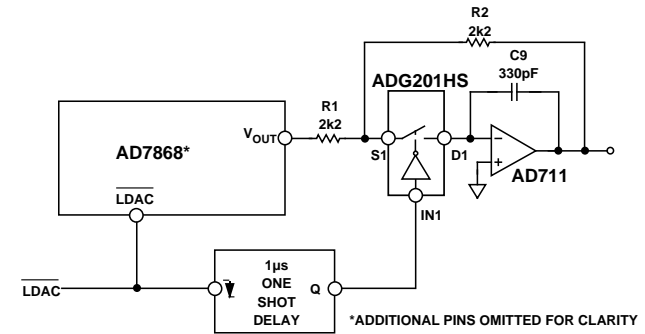 R2
2k2
C9
330pF
ADG201HS
R1
2k2
VOUT
AD7868*
S1
D1
−
+
AD711
LDAC
IN1
1µs
ONE
SHOT
DELAY
Q
LDAC
*ADDITIONAL PINS OMITTED FOR CLARITY